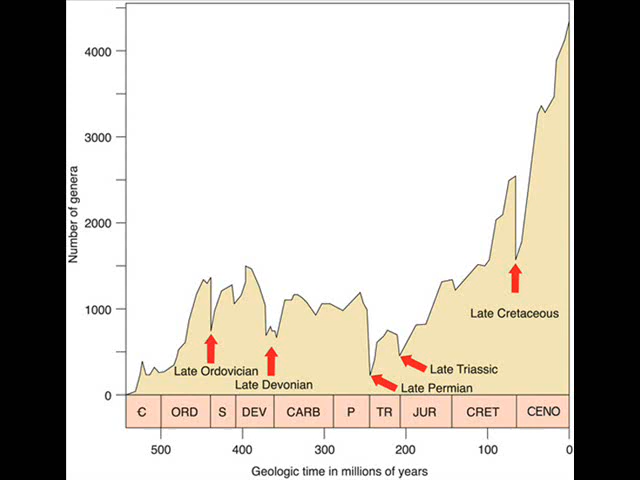 Number of genera
4000
3000
2000
1000
0
Late Ordovician
Late Devonian
Late Permian
Late Triassic
Late Cretaceous
C ORD S DEV CARB P TR JUR CRET CENO
500 400 300 200 100 0
Geologic time in millions of years